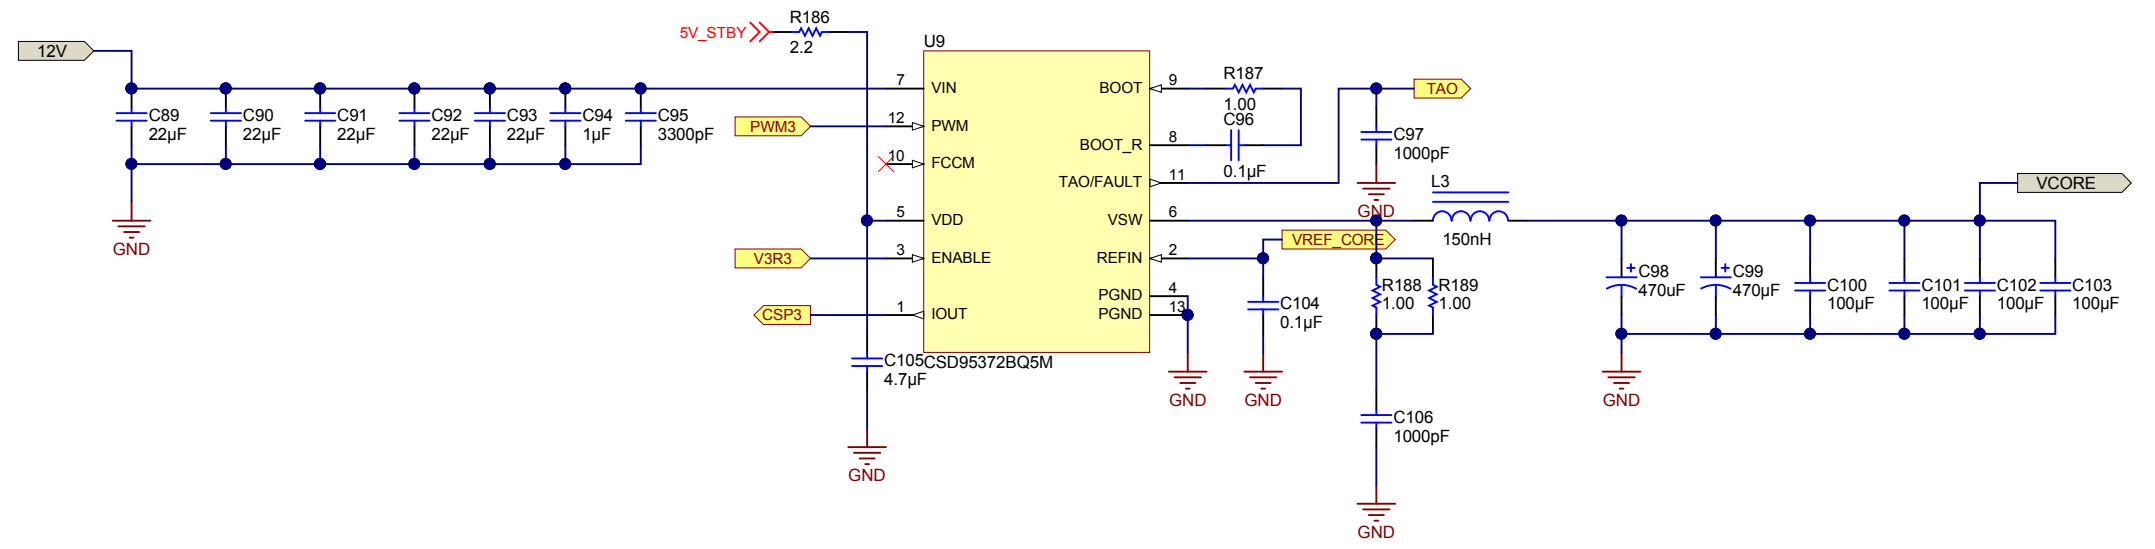 12V
5V_STBY
R186
2.2
U9
C89
22µF
C90
22µF
C91
22µF
C92
22µF
C93
22µF
C94
1µF
C95
3300pF
GND
PWM3
V3R3
CSP3
7
VIN
12
PWM
10
FCCM
5
VDD
3
ENABLE
1
IOUT
BOOT
9
BOOT_R
8
TAO/FAULT
11
VSW
6
REFIN
2
PGND
4
PGND
13
CSD95372BQ5M
C105
4.7µF
GND
R187
1.00
C96
0.1µF
TAO
C97
1000pF
GND
L3
150nH
VCORE
VREF_CORE
C104
0.1µF
GND
GND
R188
1.00
R189
1.00
C106
1000pF
GND
+
C98
470uF
+
C99
470µF
C100
100µF
C101
100µF
C102
100µF
C103
100µF
GND